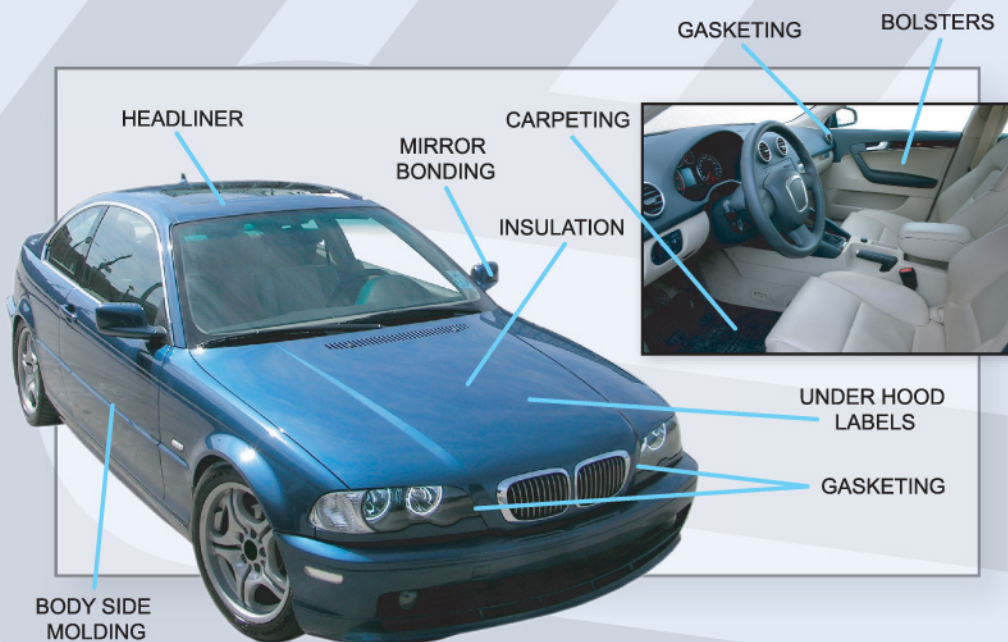 GASKETING
BOLSTERS
HEADLINER
CARPETING
MIRROR
BONDING
INSULATION
UNDER HOOD
LABELS
GASKETING
BODY SIDE
MOLDING